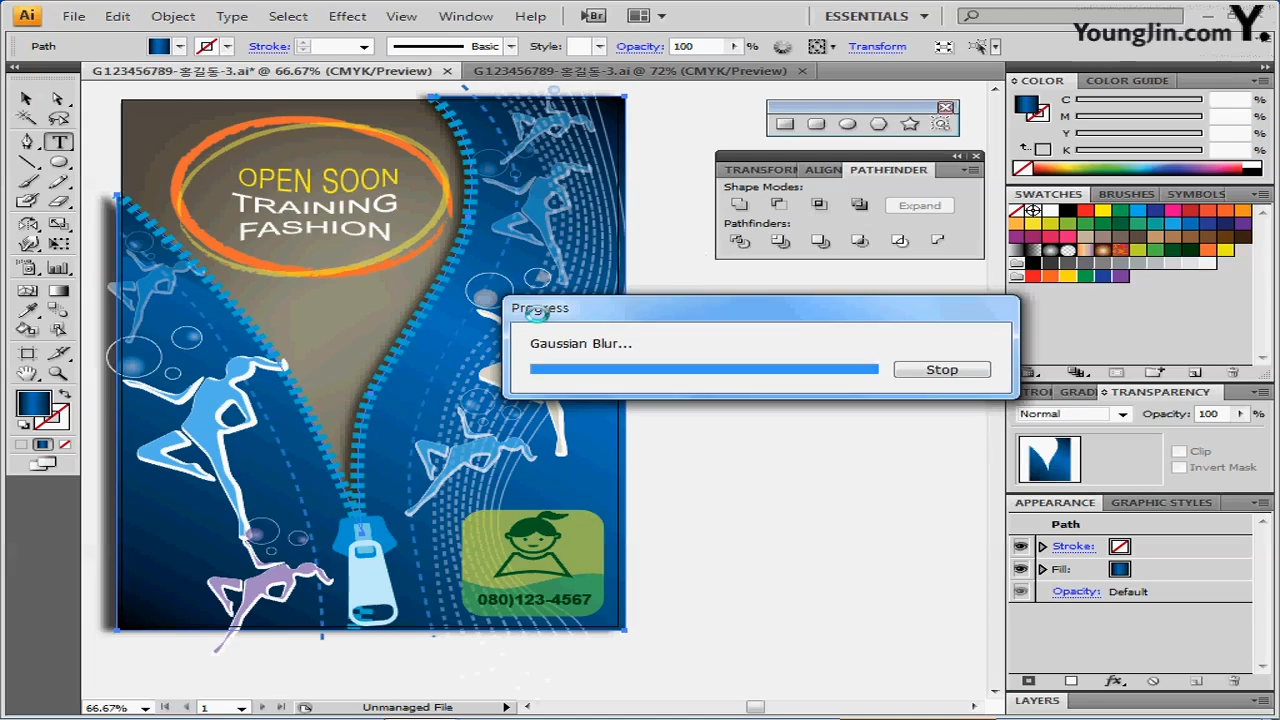 Ai File Edit Object Type Select Effect View Window Help Br ESSENTIALS
YoungJin.com Y.
Path Stroke: Basic Style: Opacity: 100 % Transform
G123456789-홍길동-3.ai* @ 66.67% (CMYK/Preview) × G123456789-홍길동-3.ai @ 72% (CMYK/Preview) ×
COLOR COLOR GUIDE
C %
M %
Y %
K %
OPEN SOON
TRAINING
FASHION
TRANSFORM ALIGN PATHFINDER
Shape Modes:
Expand
Pathfinders:
SWATCHES BRUSHES SYMBOLS
Progress
Gaussian Blur...
Stop
GRAD TRANSPARENCY
Normal Opacity: 100 %
Clip
Invert Mask
APPEARANCE GRAPHIC STYLES
Path
Stroke:
Fill:
Opacity: Default
080)123-4567
LAYERS
66.67% 1 Unmanaged File